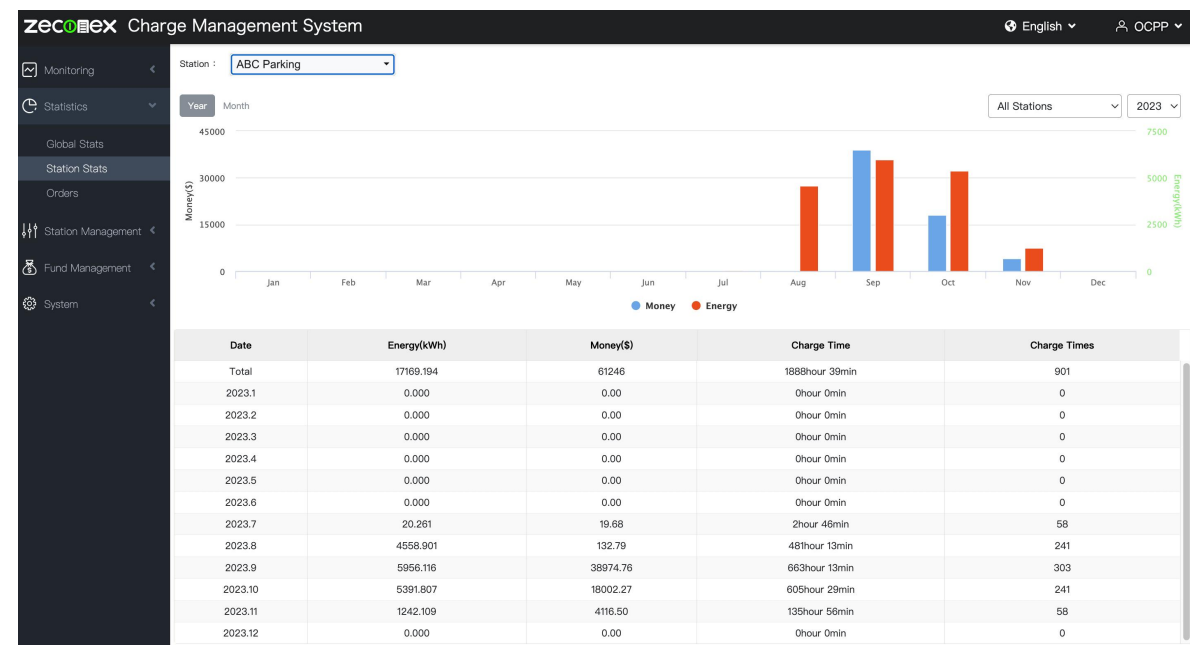 zeconex Charge Management System
English
OCPP
Monitoring
Statistics
Global Stats
Station Stats
Orders
Station Management
Fund Management
System
Station :
ABC Parking
Year Month
All Stations 2023
45000
30000
15000
0
Money($)
7500
5000
2500
0
Energy(kWh)
Jan Feb Mar Apr May Jun Jul Aug Sep Oct Nov Dec
Money Energy
Date Energy(kWh) Money($) Charge Time Charge Times
Total 17169.194 61246 1888hour 39min 901
2023.1 0.000 0.00 0hour 0min 0
2023.2 0.000 0.00 0hour 0min 0
2023.3 0.000 0.00 0hour 0min 0
2023.4 0.000 0.00 0hour 0min 0
2023.5 0.000 0.00 0hour 0min 0
2023.6 0.000 0.00 0hour 0min 0
2023.7 20.261 19.68 2hour 46min 58
2023.8 4558.901 132.79 481hour 13min 241
2023.9 5956.116 38974.76 663hour 13min 303
2023.10 5391.807 18002.27 605hour 29min 241
2023.11 1242.109 4116.50 135hour 56min 58
2023.12 0.000 0.00 0hour 0min 0